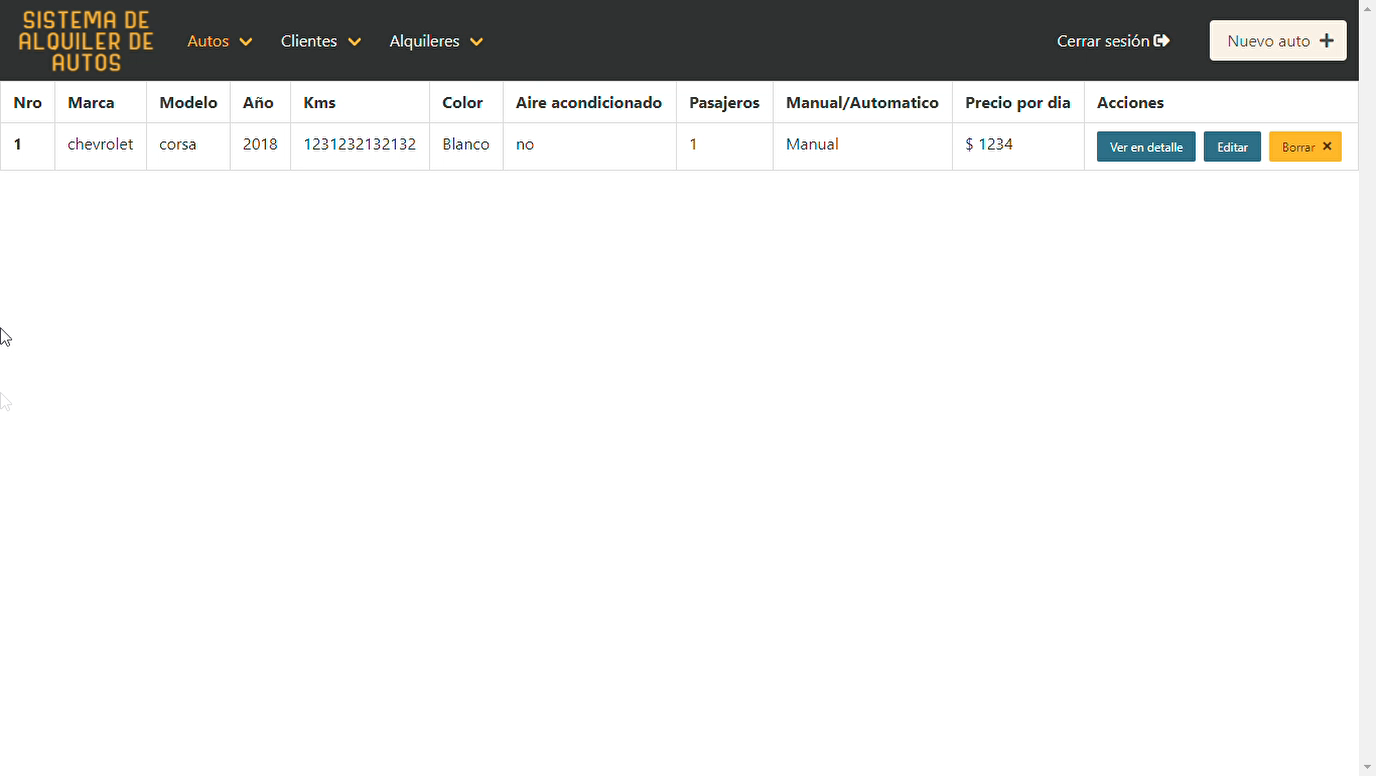 SISTEMA DE
ALQUILER DE
AUTOS
Autos Clientes Alquileres Cerrar sesión Nuevo auto
Nro Marca Modelo Año Kms Color Aire acondicionado Pasajeros Manual/Automatico Precio por dia Acciones
1 chevrolet corsa 2018 1231232132132 Blanco no 1 Manual $ 1234 Ver en detalle Editar Borrar